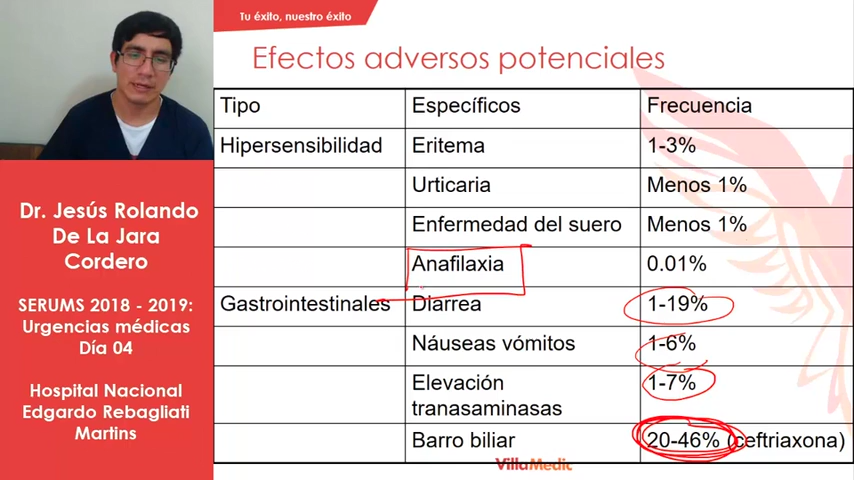 Tu éxito, nuestro éxito
Efectos adversos potenciales
Tipo Específicos Frecuencia
Hipersensibilidad Eritema 1-3%
Urticaria Menos 1%
Enfermedad del suero Menos 1%
Anafilaxia 0.01%
Gastrointestinales Diarrea 1-19%
Náuseas vómitos 1-6%
Elevación 1-7%
tranasaminasas
Barro biliar 20-46% (ceftriaxona)
VillaMedic
Dr. Jesús Rolando
De La Jara
Cordero
SERUMS 2018 - 2019:
Urgencias médicas
Día 04
Hospital Nacional
Edgardo Rebagliati
Martins